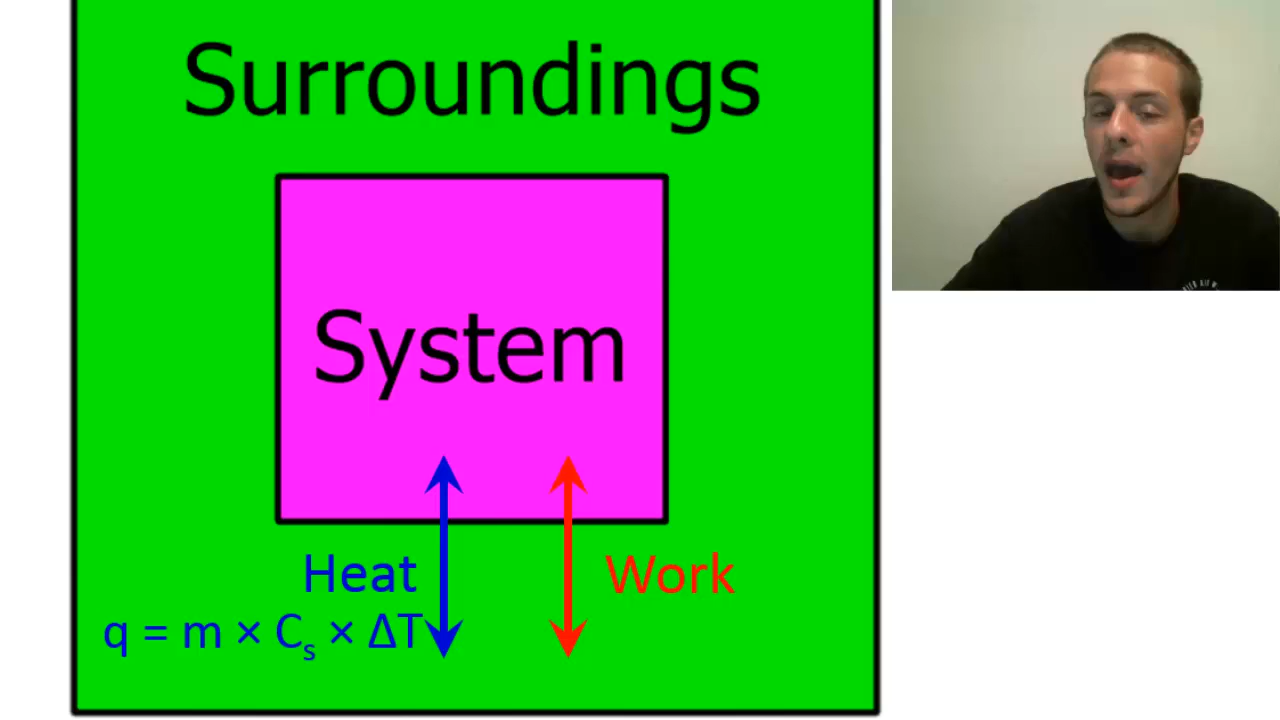 Surroundings
System
Heat
Work
q = m × Cₛ × ΔT